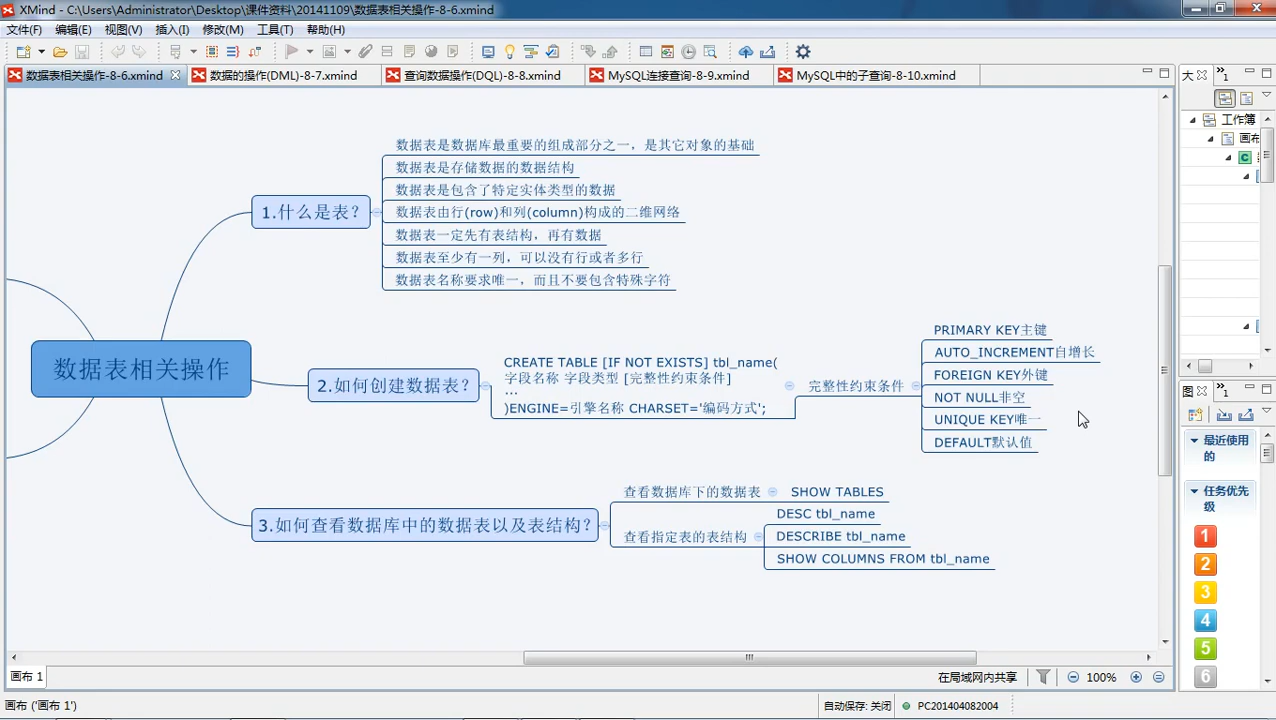 XMind - C:\Users\Administrator\Desktop\课件资料\20141109\数据表相关操作-8-6.xmind
文件(F) 编辑(E) 视图(V) 插入(I) 修改(M) 工具(T) 帮助(H)
数据表相关操作-8-6.xmind
数据的操作(DML)-8-7.xmind
查询数据操作(DQL)-8-8.xmind
MySQL连接查询-8-9.xmind
MySQL中的子查询-8-10.xmind
数据表相关操作
1.什么是表?
数据表是数据库最重要的组成部分之一，是其它对象的基础
数据表是存储数据的数据结构
数据表是包含了特定实体类型的数据
数据表由行(row)和列(column)构成的二维网络
数据表一定先有表结构，再有数据
数据表至少有一列，可以没有行或者多行
数据表名称要求唯一，而且不要包含特殊字符
2.如何创建数据表?
CREATE TABLE [IF NOT EXISTS] tbl_name(
字段名称 字段类型 [完整性约束条件]
...
)ENGINE=引擎名称 CHARSET='编码方式';
完整性约束条件
PRIMARY KEY主键
AUTO_INCREMENT自增长
FOREIGN KEY外键
NOT NULL非空
UNIQUE KEY唯一
DEFAULT默认值
3.如何查看数据库中的数据表以及表结构?
查看数据库下的数据表
SHOW TABLES
查看指定表的表结构
DESC tbl_name
DESCRIBE tbl_name
SHOW COLUMNS FROM tbl_name
大
1
工作簿
画布
C
图
1
最近使用的
任务优先级
1
2
3
4
5
6
画布 1
在局域网内共享
100%
画布 ('画布 1')
自动保存: 关闭
PC201404082004